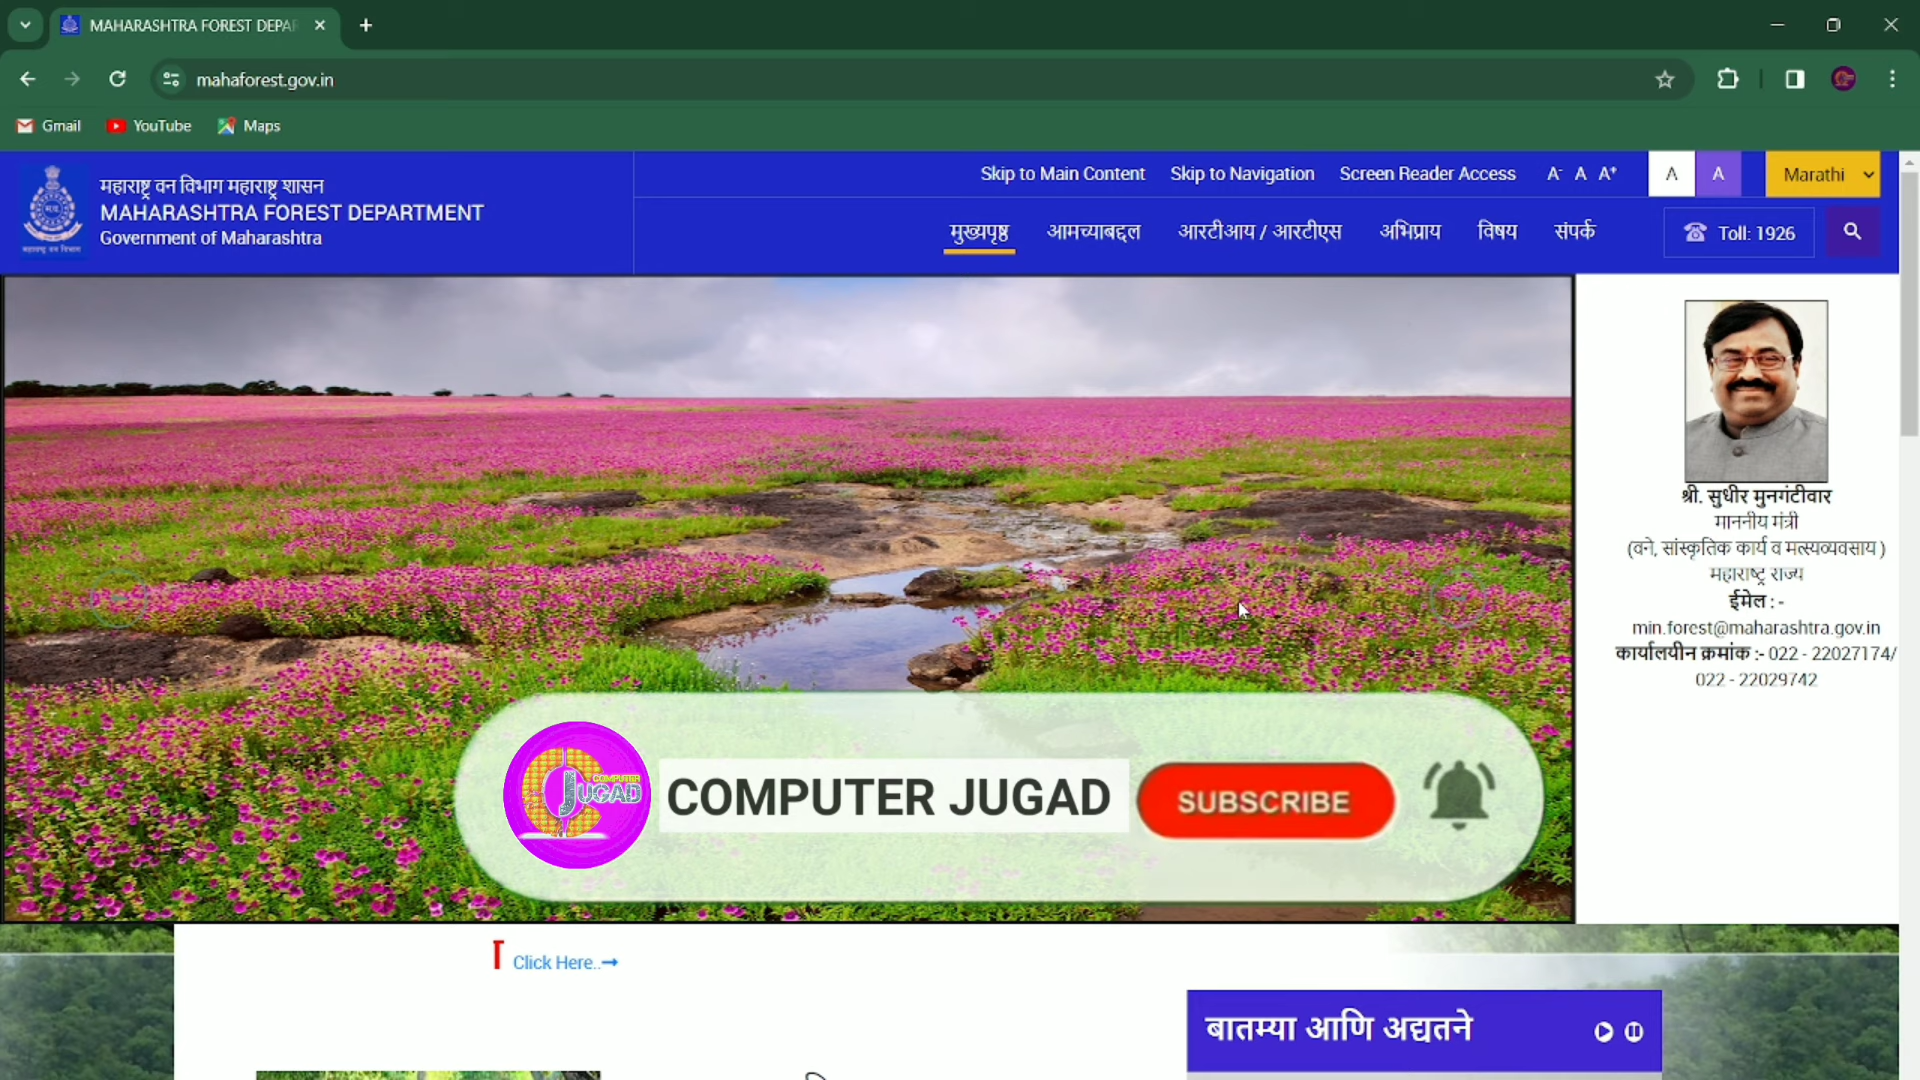 MAHARASHTRA FOREST DEPAR
mahaforest.gov.in
Gmail YouTube Maps
महाराष्ट्र वन विभाग महाराष्ट्र शासन
MAHARASHTRA FOREST DEPARTMENT
Government of Maharashtra
Skip to Main Content Skip to Navigation Screen Reader Access A- A A+ A A Marathi
मुख्यपृष्ठ आमच्याबद्दल आरटीआय / आरटीएस अभिप्राय विषय संपर्क Toll: 1926
श्री. सुधीर मुनगंटीवार
माननीय मंत्री
(वने, सांस्कृतिक कार्य व मत्स्यव्यवसाय )
महाराष्ट्र राज्य
ईमेल : -
min.forest@maharashtra.gov.in
कार्यालयीन क्रमांक :- 022 - 22027174/
022 - 22029742
COMPUTER JUGAD
COMPUTER JUGAD SUBSCRIBE
Click Here..→
बातम्या आणि अद्यतने